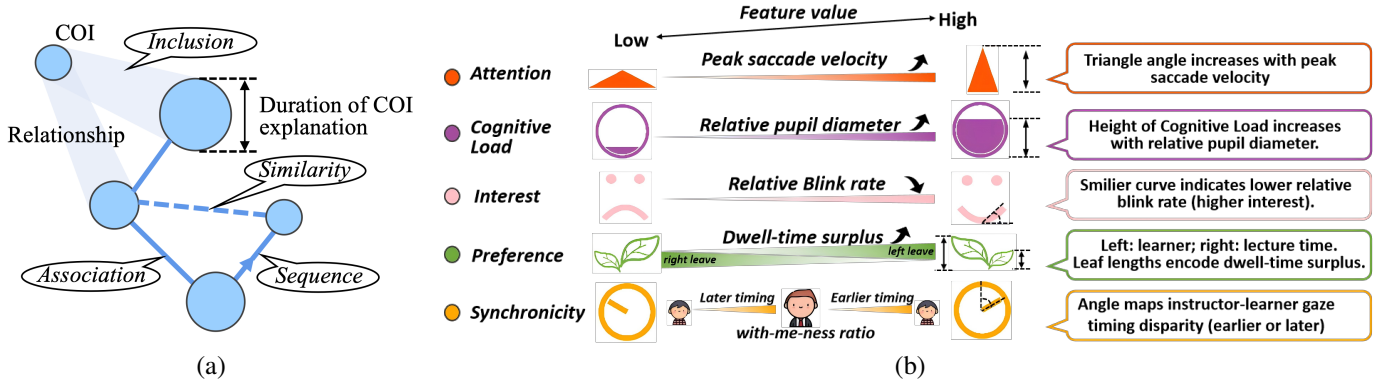 COI
Inclusion
Duration of COI
explanation
Relationship
Similarity
Association
Sequence
(a)
Feature value
Low
High
Attention
Peak saccade velocity
Triangle angle increases with peak
saccade velocity
Cognitive
Load
Relative pupil diameter
Height of Cognitive Load increases
with relative pupil diameter.
Interest
Relative Blink rate
Smilier curve indicates lower relative
blink rate (higher interest).
Preference
Dwell-time surplus
right leave
left leave
Left: learner; right: lecture time.
Leaf lengths encode dwell-time surplus.
Synchronicity
Later timing
Earlier timing
with-me-ness ratio
Angle maps instructor-learner gaze
timing disparity (earlier or later)
(b)